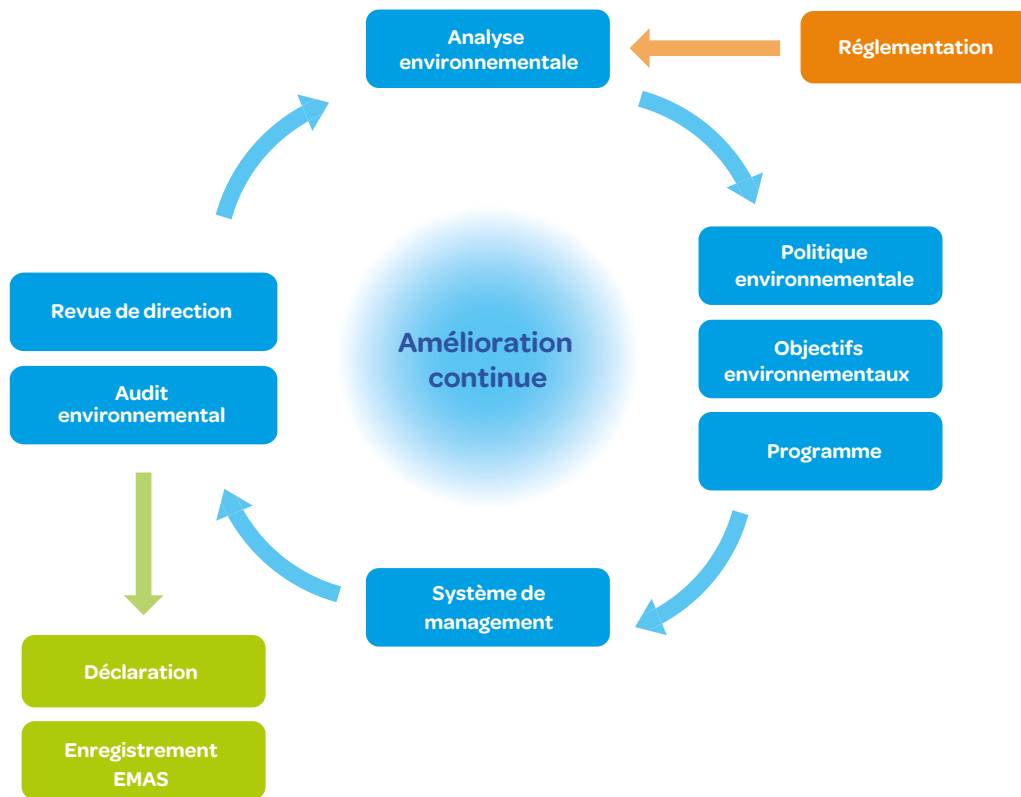 Analyse
environnementale
Réglementation
Politique
environnementale
Revue de direction
Amélioration
continue
Objectifs
environnementaux
Audit
environnemental
Programme
Système de
management
Déclaration
Enregistrement
EMAS